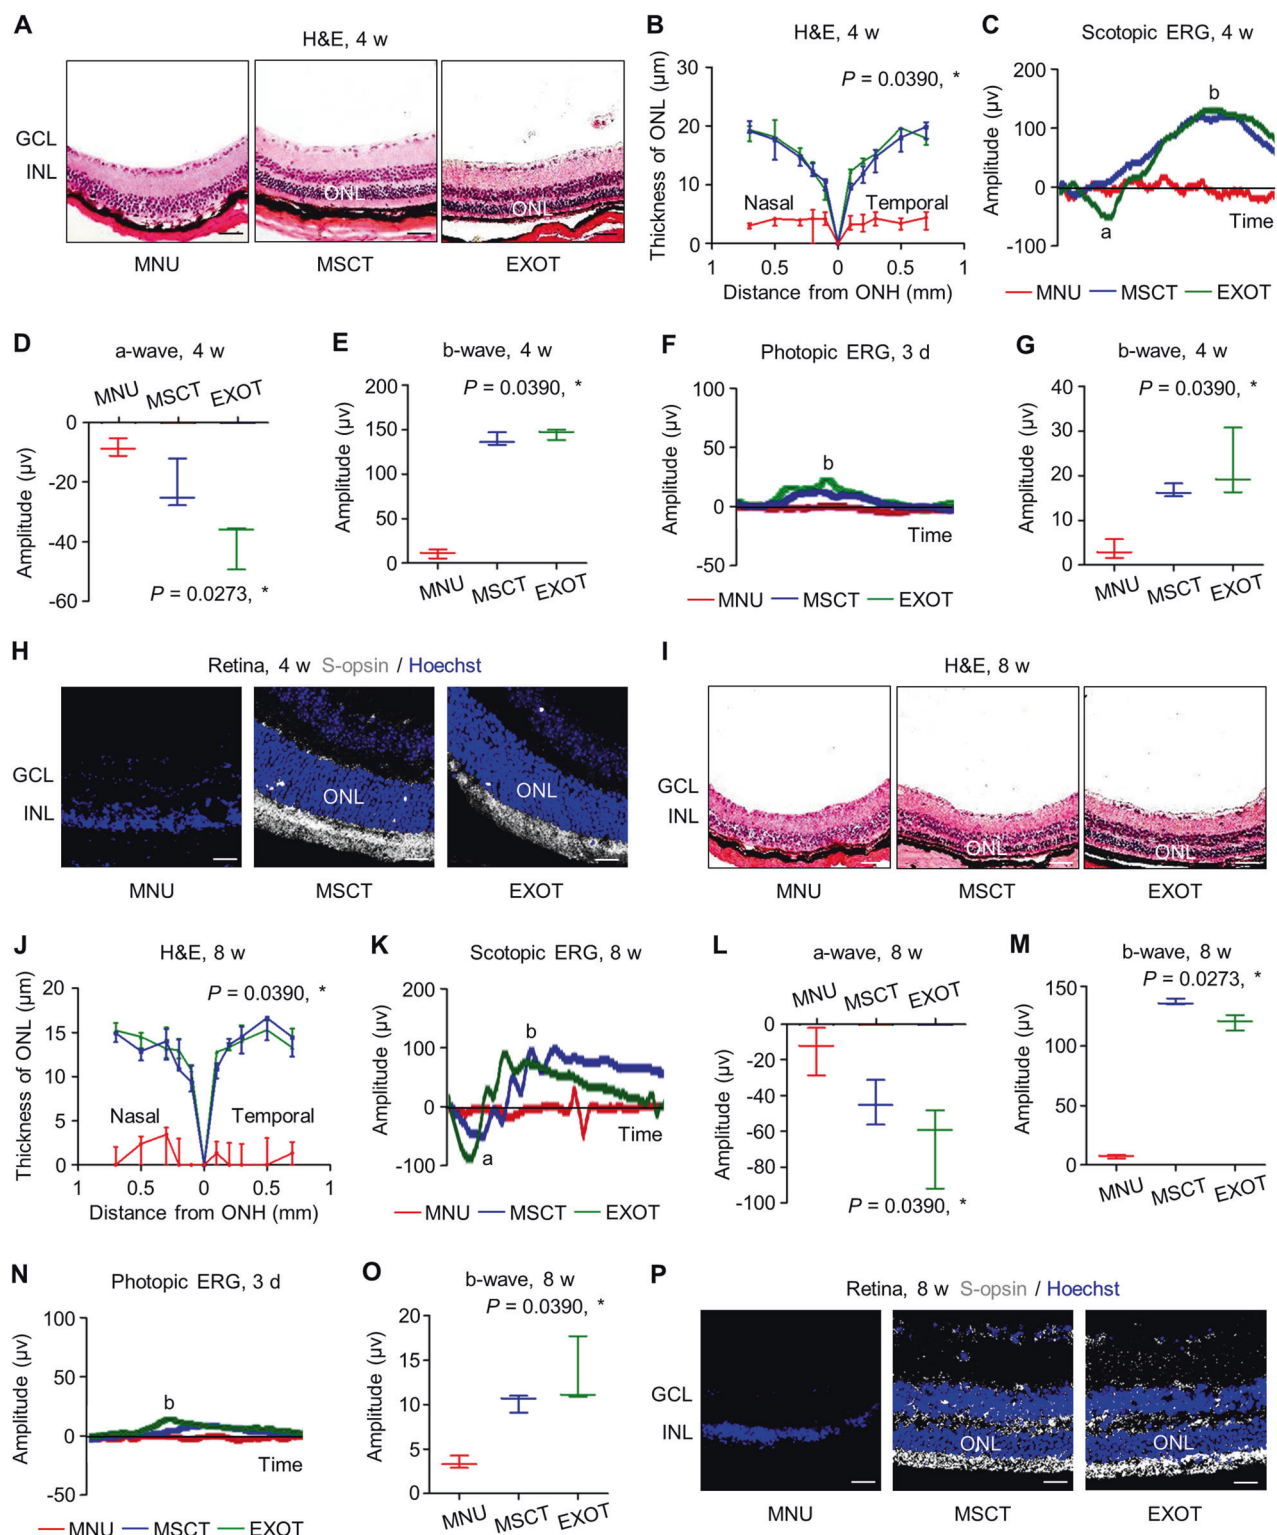 A
H&E, 4 w
GCL
INL
ONL
ONL
MNU
MSCT
EXOT
B
H&E, 4 w
Thickness of ONL (μm)
30
20
10
0
P = 0.0390, *
Nasal
Temporal
1
0.5
0
0.5
1
Distance from ONH (mm)
C
Scotopic ERG, 4 w
Amplitude (μv)
200
100
0
-100
b
a
Time
MNU
MSCT
EXOT
D
a-wave, 4 w
MNU
MSCT
EXOT
Amplitude (μv)
0
-20
-40
-60
P = 0.0273, *
E
b-wave, 4 w
P = 0.0390, *
Amplitude (μv)
200
150
100
50
0
MNU
MSCT
EXOT
F
Photopic ERG, 3 d
Amplitude (μv)
100
50
0
-50
b
Time
MNU
MSCT
EXOT
G
b-wave, 4 w
P = 0.0390, *
Amplitude (μv)
40
30
20
10
0
MNU
MSCT
EXOT
H
Retina, 4 w S-opsin / Hoechst
GCL
INL
ONL
ONL
MNU
MSCT
EXOT
I
H&E, 8 w
GCL
INL
ONL
ONL
MNU
MSCT
EXOT
J
H&E, 8 w
Thickness of ONL (μm)
20
15
10
5
0
P = 0.0390, *
Nasal
Temporal
1
0.5
0
0.5
1
Distance from ONH (mm)
K
Scotopic ERG, 8 w
Amplitude (μv)
200
100
0
-100
b
a
Time
MNU
MSCT
EXOT
L
a-wave, 8 w
MNU
MSCT
EXOT
Amplitude (μv)
0
-20
-40
-60
-80
-100
P = 0.0390, *
M
b-wave, 8 w
P = 0.0273, *
Amplitude (μv)
150
100
50
0
MNU
MSCT
EXOT
N
Photopic ERG, 3 d
Amplitude (μv)
100
50
0
-50
b
Time
MNU
MSCT
EXOT
O
b-wave, 8 w
P = 0.0390, *
Amplitude (μv)
20
15
10
5
0
MNU
MSCT
EXOT
P
Retina, 8 w S-opsin / Hoechst
GCL
INL
ONL
ONL
MNU
MSCT
EXOT